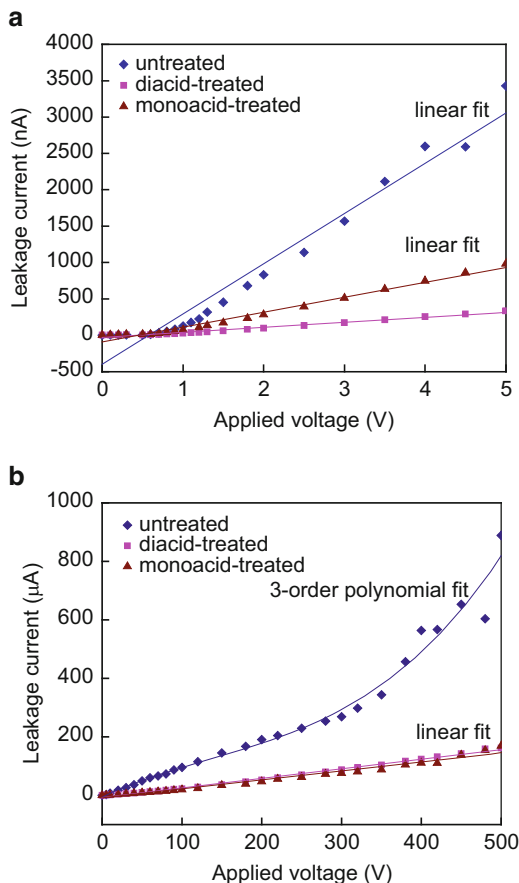 a
4000
3500
3000
2500
2000
1500
1000
500
0
-500
Leakage current (nA)
untreated
diacid-treated
monoacid-treated
linear fit
linear fit
0
1
2
3
4
5
Applied voltage (V)
b
1000
800
600
400
200
0
Leakage current (μA)
untreated
diacid-treated
monoacid-treated
3-order polynomial fit
linear fit
0
100
200
300
400
500
Applied voltage (V)